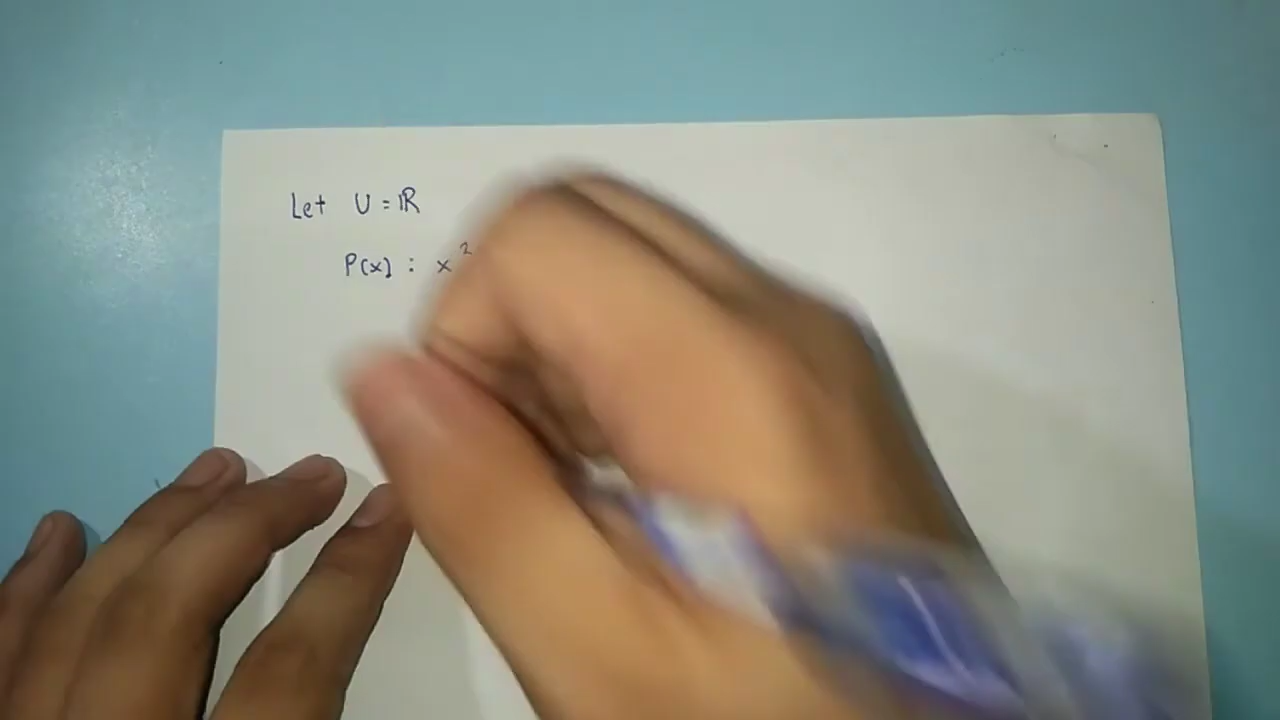 Let U = ℝ
P(x) : x²